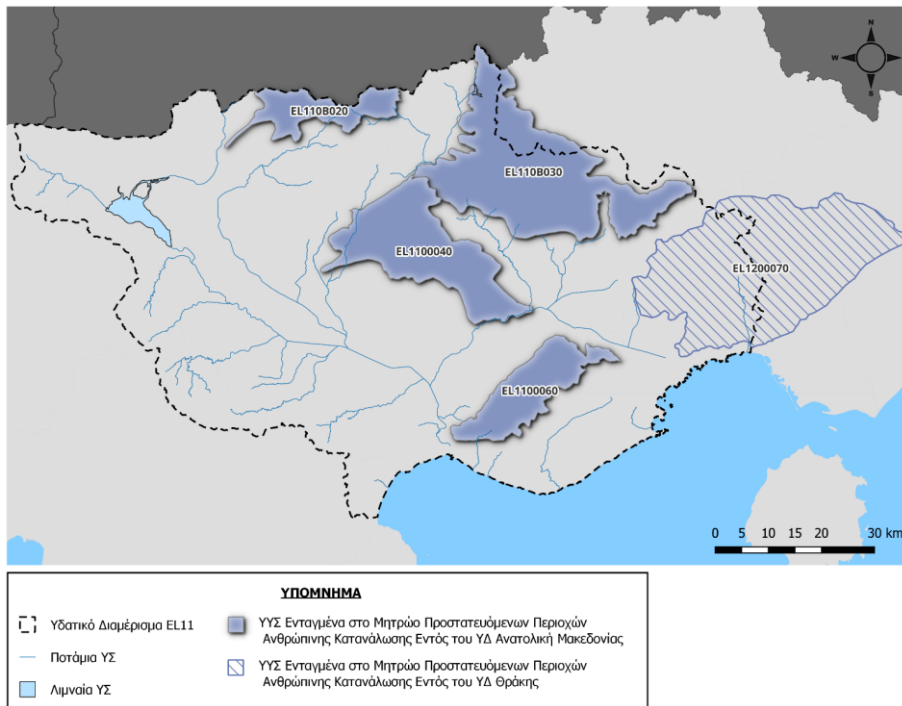 N
W
E
S
EL110B020
EL110B030
EL1100040
EL1200070
EL1100060
0 5 10 15 20 30 km
ΥΠΟΜΝΗΜΑ
Υδατικό Διαμέρισμα EL11
Ποτάμια ΥΣ
Λιμναία ΥΣ
ΥΥΣ Ενταγμένα στο Μητρώο Προστατευόμενων Περιοχών
Ανθρώπινης Κατανάλωσης Εντός του ΥΔ Ανατολική Μακεδονίας
ΥΥΣ Ενταγμένα στο Μητρώο Προστατευόμενων Περιοχών
Ανθρώπινης Κατανάλωσης Εντός του ΥΔ Θράκης